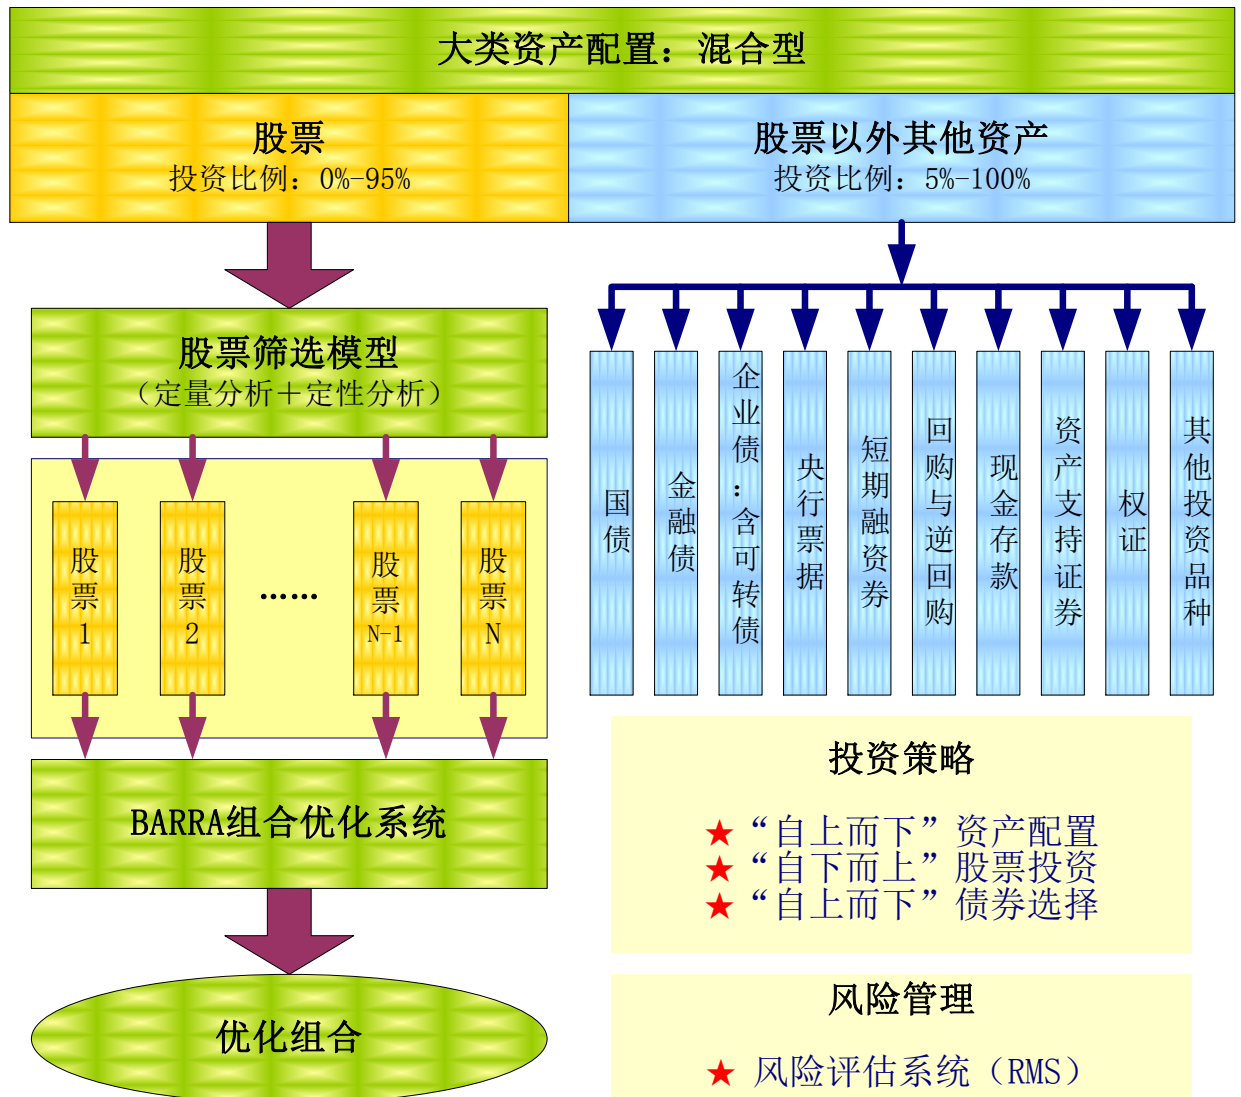 大类资产配置：混合型
股票
投资比例：0%-95%
股票以外其他资产
投资比例：5%-100%
股票筛选模型
（定量分析＋定性分析）
股票1
股票2
……
股票N-1
股票N
BARRA组合优化系统
优化组合
国债
金融债
企业债：含可转债
央行票据
短期融资券
回购与逆回购
现金存款
资产支持证券
权证
其他投资品种
投资策略
★“自上而下”资产配置
★“自下而上”股票投资
★“自上而下”债券选择
风险管理
★ 风险评估系统（RMS）